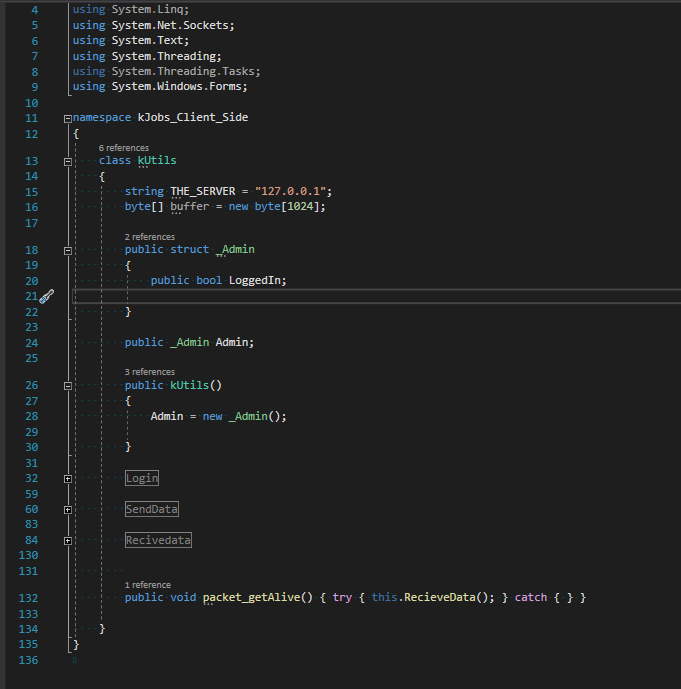 4 using System.Linq;
5 using System.Net.Sockets;
6 using System.Text;
7 using System.Threading;
8 using System.Threading.Tasks;
9 using System.Windows.Forms;
10
11 namespace kJobs_Client_Side
12 {
6 references
13 class kUtils
14 {
15 string THE_SERVER = "127.0.0.1";
16 byte[] buffer = new byte[1024];
17
2 references
18 public struct _Admin
19 {
20 public bool LoggedIn;
21
22 }
23
24 public _Admin Admin;
25
3 references
26 public kUtils()
27 {
28 Admin = new _Admin();
29
30 }
31
32 Login
59
60 SendData
83
84 Recivedata
130
131
1 reference
132 public void packet_getAlive() { try { this.RecieveData(); } catch { } }
133
134 }
135 }
136